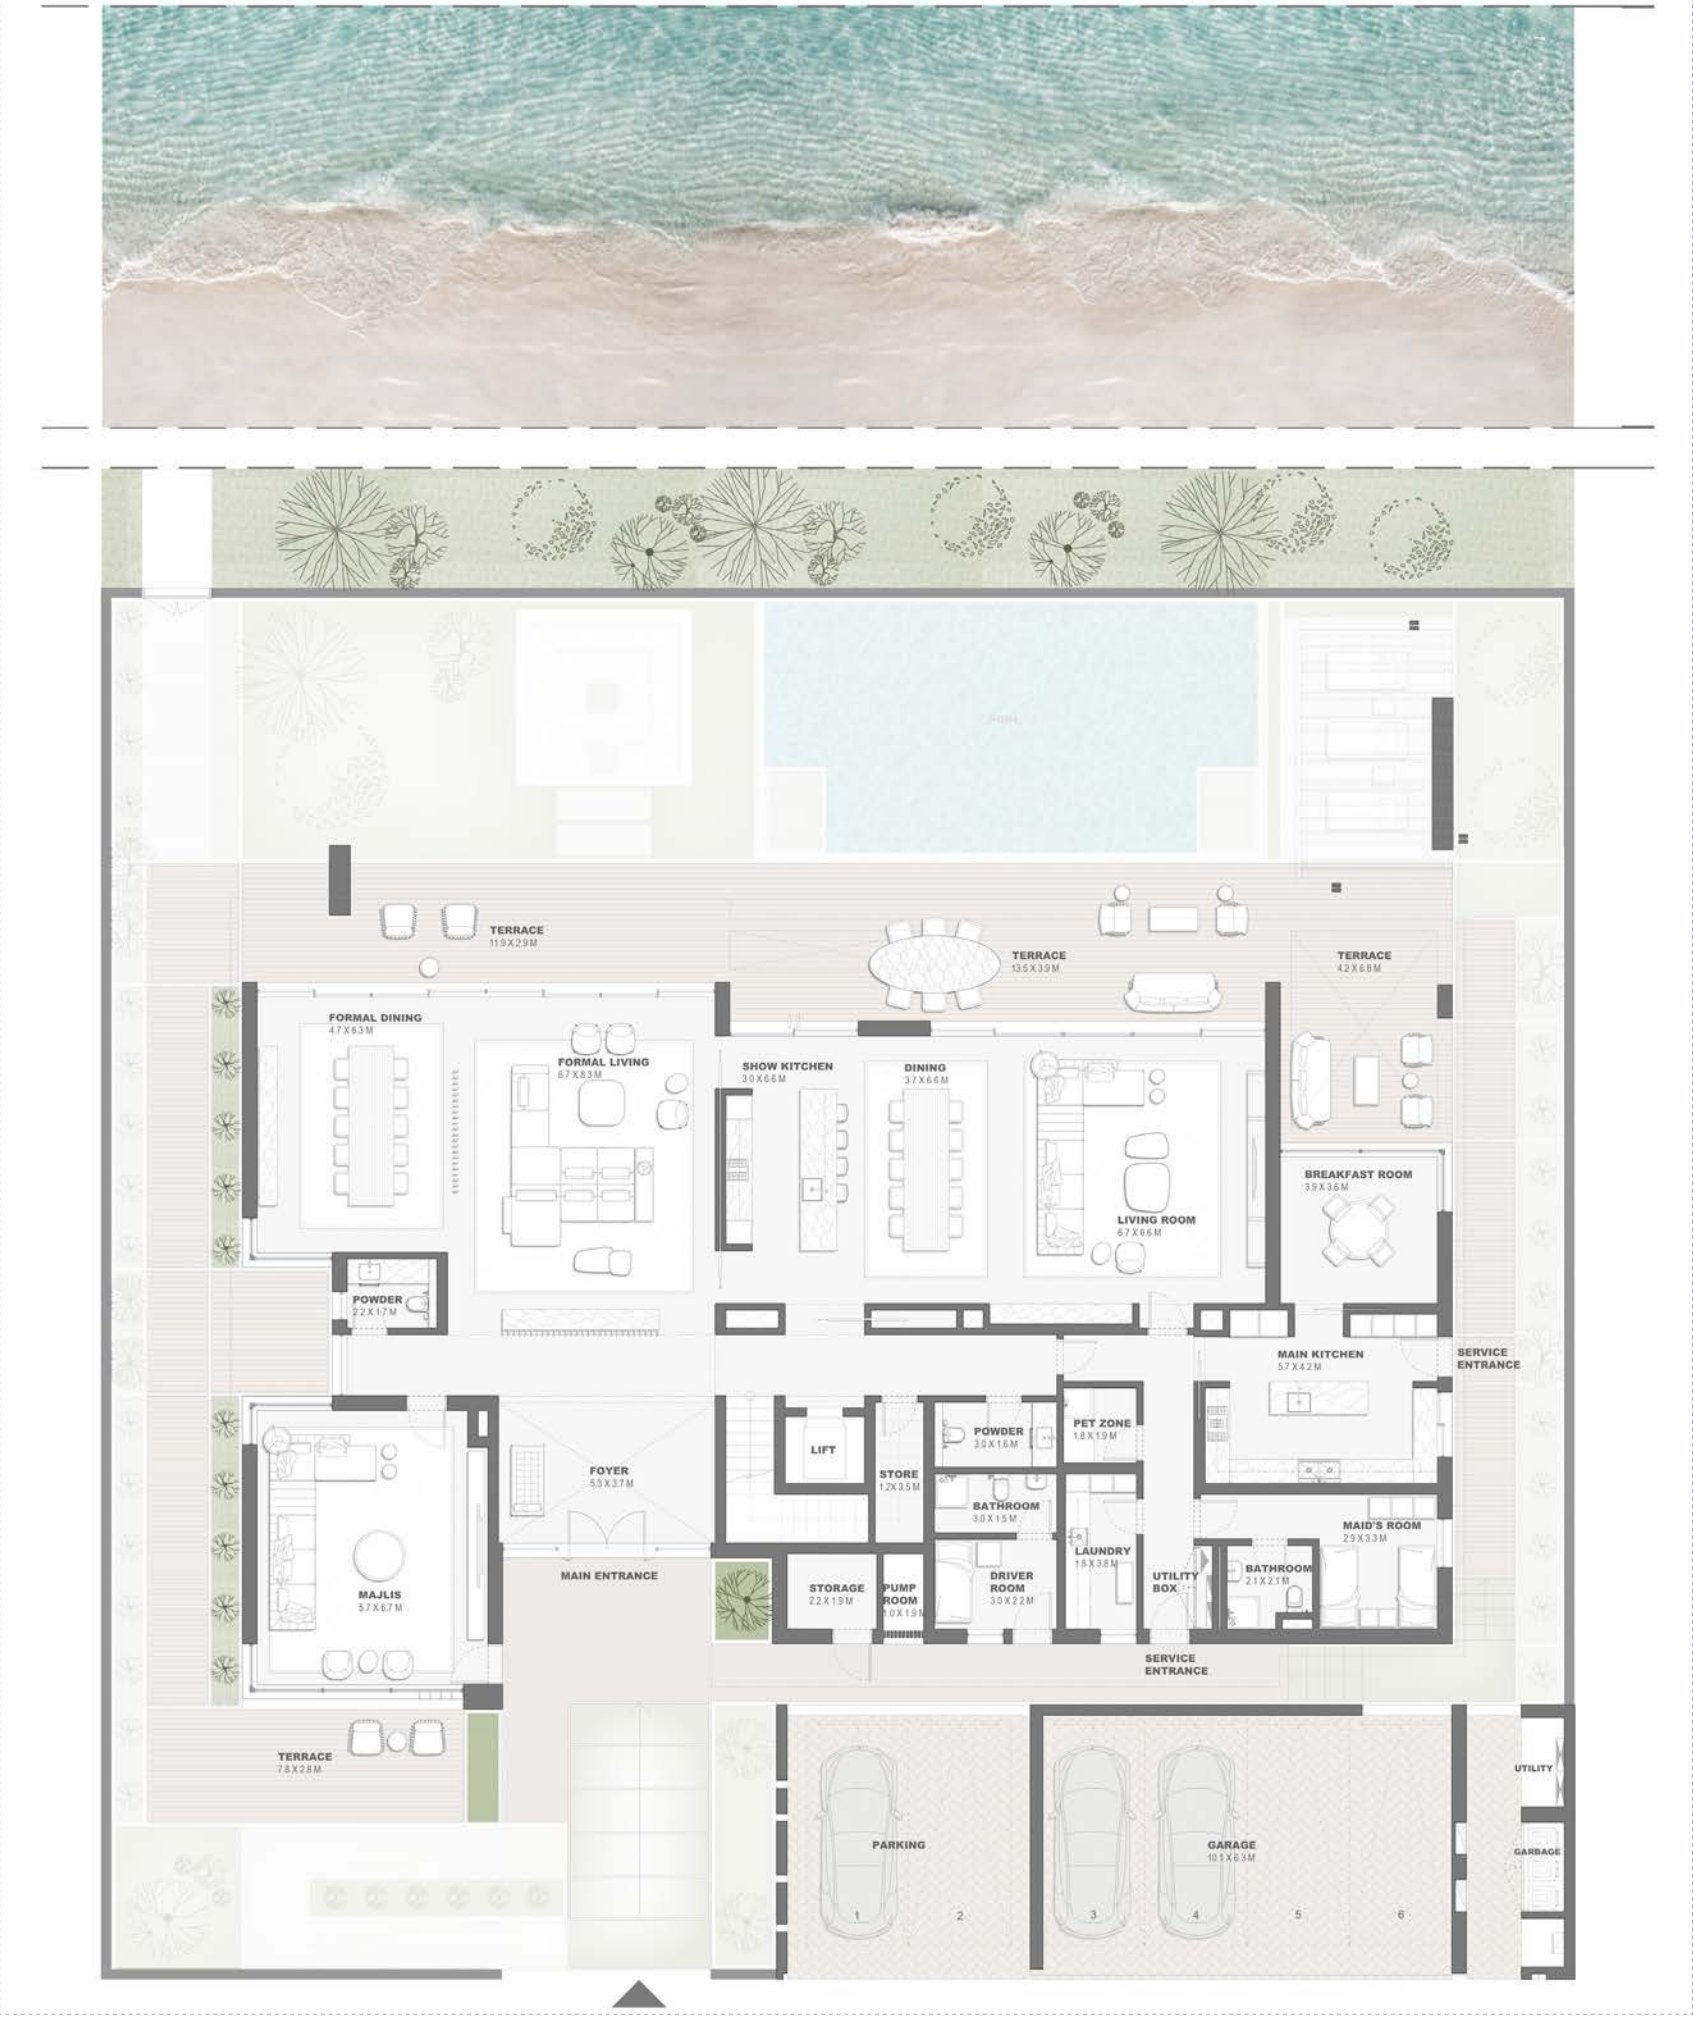 POOL
TERRACE
11.9 X 2.9 M
TERRACE
13.5 X 3.9 M
TERRACE
4.2 X 6.8 M
FORMAL DINING
4.7 X 6.3 M
FORMAL LIVING
6.7 X 8.3 M
SHOW KITCHEN
3.0 X 6.6 M
DINING
3.7 X 6.6 M
LIVING ROOM
6.7 X 6.6 M
BREAKFAST ROOM
3.9 X 3.6 M
POWDER
2.2 X 1.7 M
MAIN KITCHEN
5.7 X 4.2 M
SERVICE
ENTRANCE
PET ZONE
1.8 X 1.9 M
POWDER
3.0 X 1.6 M
LIFT
FOYER
5.3 X 3.7 M
STORE
1.2 X 3.5 M
BATHROOM
3.0 X 1.5 M
MAID'S ROOM
2.9 X 3.3 M
LAUNDRY
1.8 X 3.8 M
MAIN ENTRANCE
DRIVER
ROOM
3.0 X 2.2 M
UTILITY
BOX
BATHROOM
2.1 X 2.1 M
MAJLIS
5.7 X 6.7 M
STORAGE
2.2 X 1.9 M
PUMP
ROOM
1.0 X 1.9 M
SERVICE
ENTRANCE
TERRACE
7.8 X 2.8 M
UTILITY
PARKING
GARAGE
10.1 X 6.3 M
GARBAGE
1
2
3
4
5
6